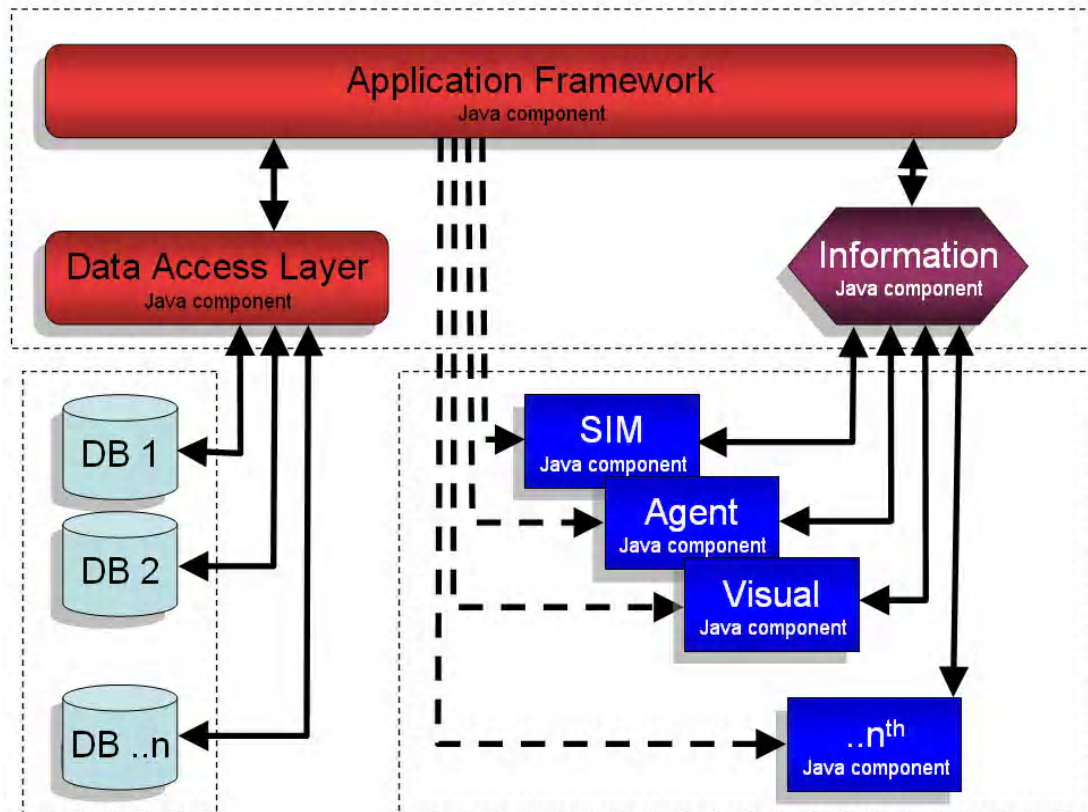 Application Framework
Java component
Data Access Layer
Java component
Information
Java component
DB 1
DB 2
DB ..n
SIM
Java component
Agent
Java component
Visual
Java component
..nth
Java component